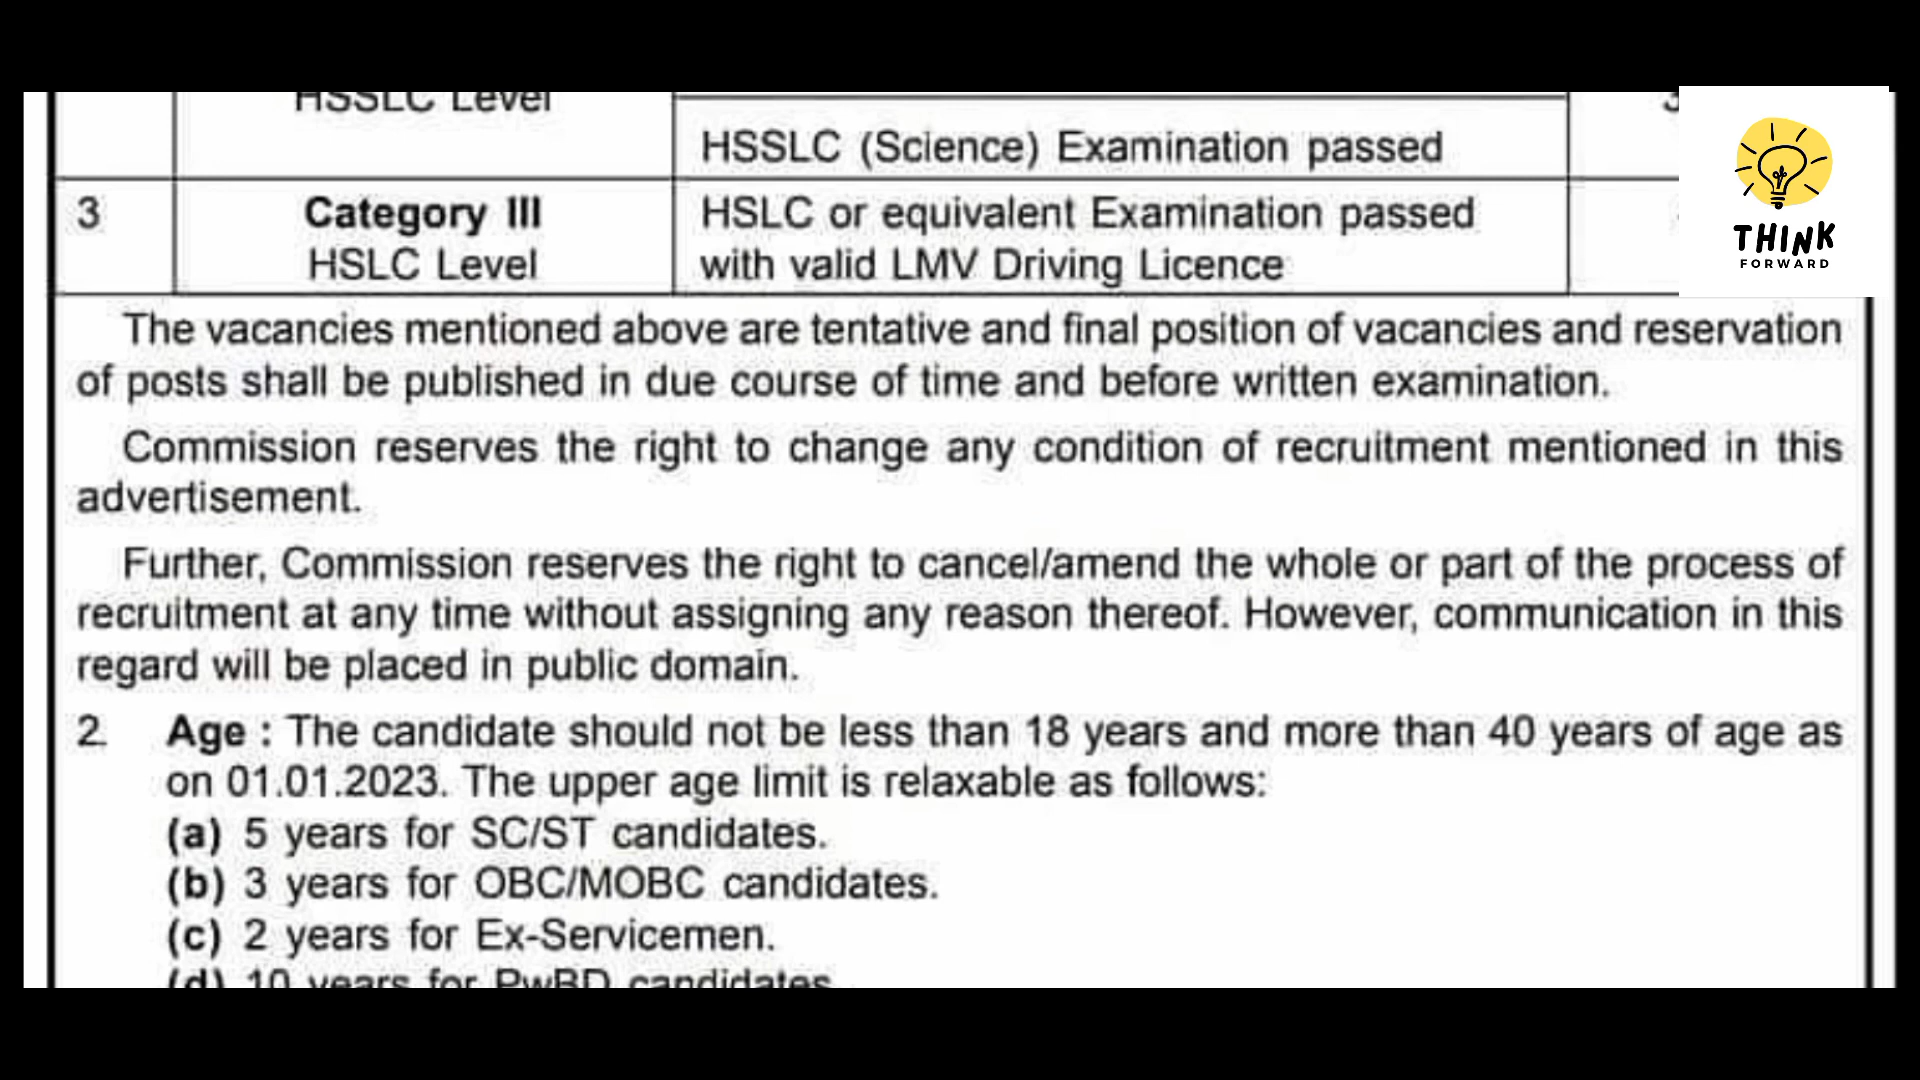 HSSLC Level
HSSLC (Science) Examination passed
3
Category III
HSLC Level
HSLC or equivalent Examination passed
with valid LMV Driving Licence
THINK
FORWARD
The vacancies mentioned above are tentative and final position of vacancies and reservation
of posts shall be published in due course of time and before written examination.
Commission reserves the right to change any condition of recruitment mentioned in this
advertisement.
Further, Commission reserves the right to cancel/amend the whole or part of the process of
recruitment at any time without assigning any reason thereof. However, communication in this
regard will be placed in public domain.
2. Age : The candidate should not be less than 18 years and more than 40 years of age as
on 01.01.2023. The upper age limit is relaxable as follows:
(a) 5 years for SC/ST candidates.
(b) 3 years for OBC/MOBC candidates.
(c) 2 years for Ex-Servicemen.
(d) 10 years for PwBD candidates